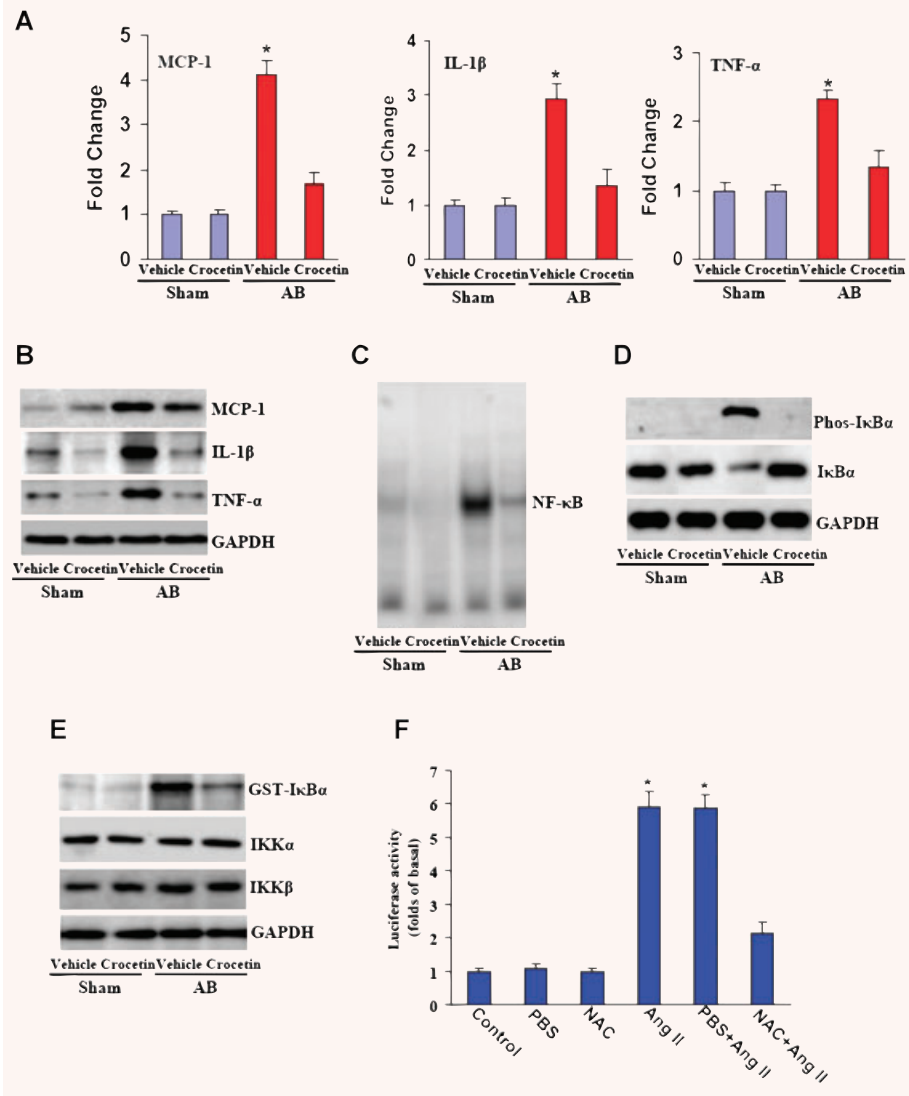 A
5
4
3
2
1
0
Fold Change
MCP-1
*
Vehicle Crocetin Vehicle Crocetin
Sham AB
4
3
2
1
0
Fold Change
IL-1β
*
Vehicle Crocetin Vehicle Crocetin
Sham AB
3
2
1
0
Fold Change
TNF-α
*
Vehicle Crocetin Vehicle Crocetin
Sham AB
B
MCP-1
IL-1β
TNF-α
GAPDH
Vehicle Crocetin Vehicle Crocetin
Sham AB
C
NF-κB
Vehicle Crocetin Vehicle Crocetin
Sham AB
D
Phos-IκBα
IκBα
GAPDH
Vehicle Crocetin Vehicle Crocetin
Sham AB
E
GST-IκBα
IKKα
IKKβ
GAPDH
Vehicle Crocetin Vehicle Crocetin
Sham AB
F
7
6
5
4
3
2
1
0
Luciferase activity
(folds of basal)
* *
Control
PBS
NAC
Ang II
PBS+Ang II
NAC+Ang II